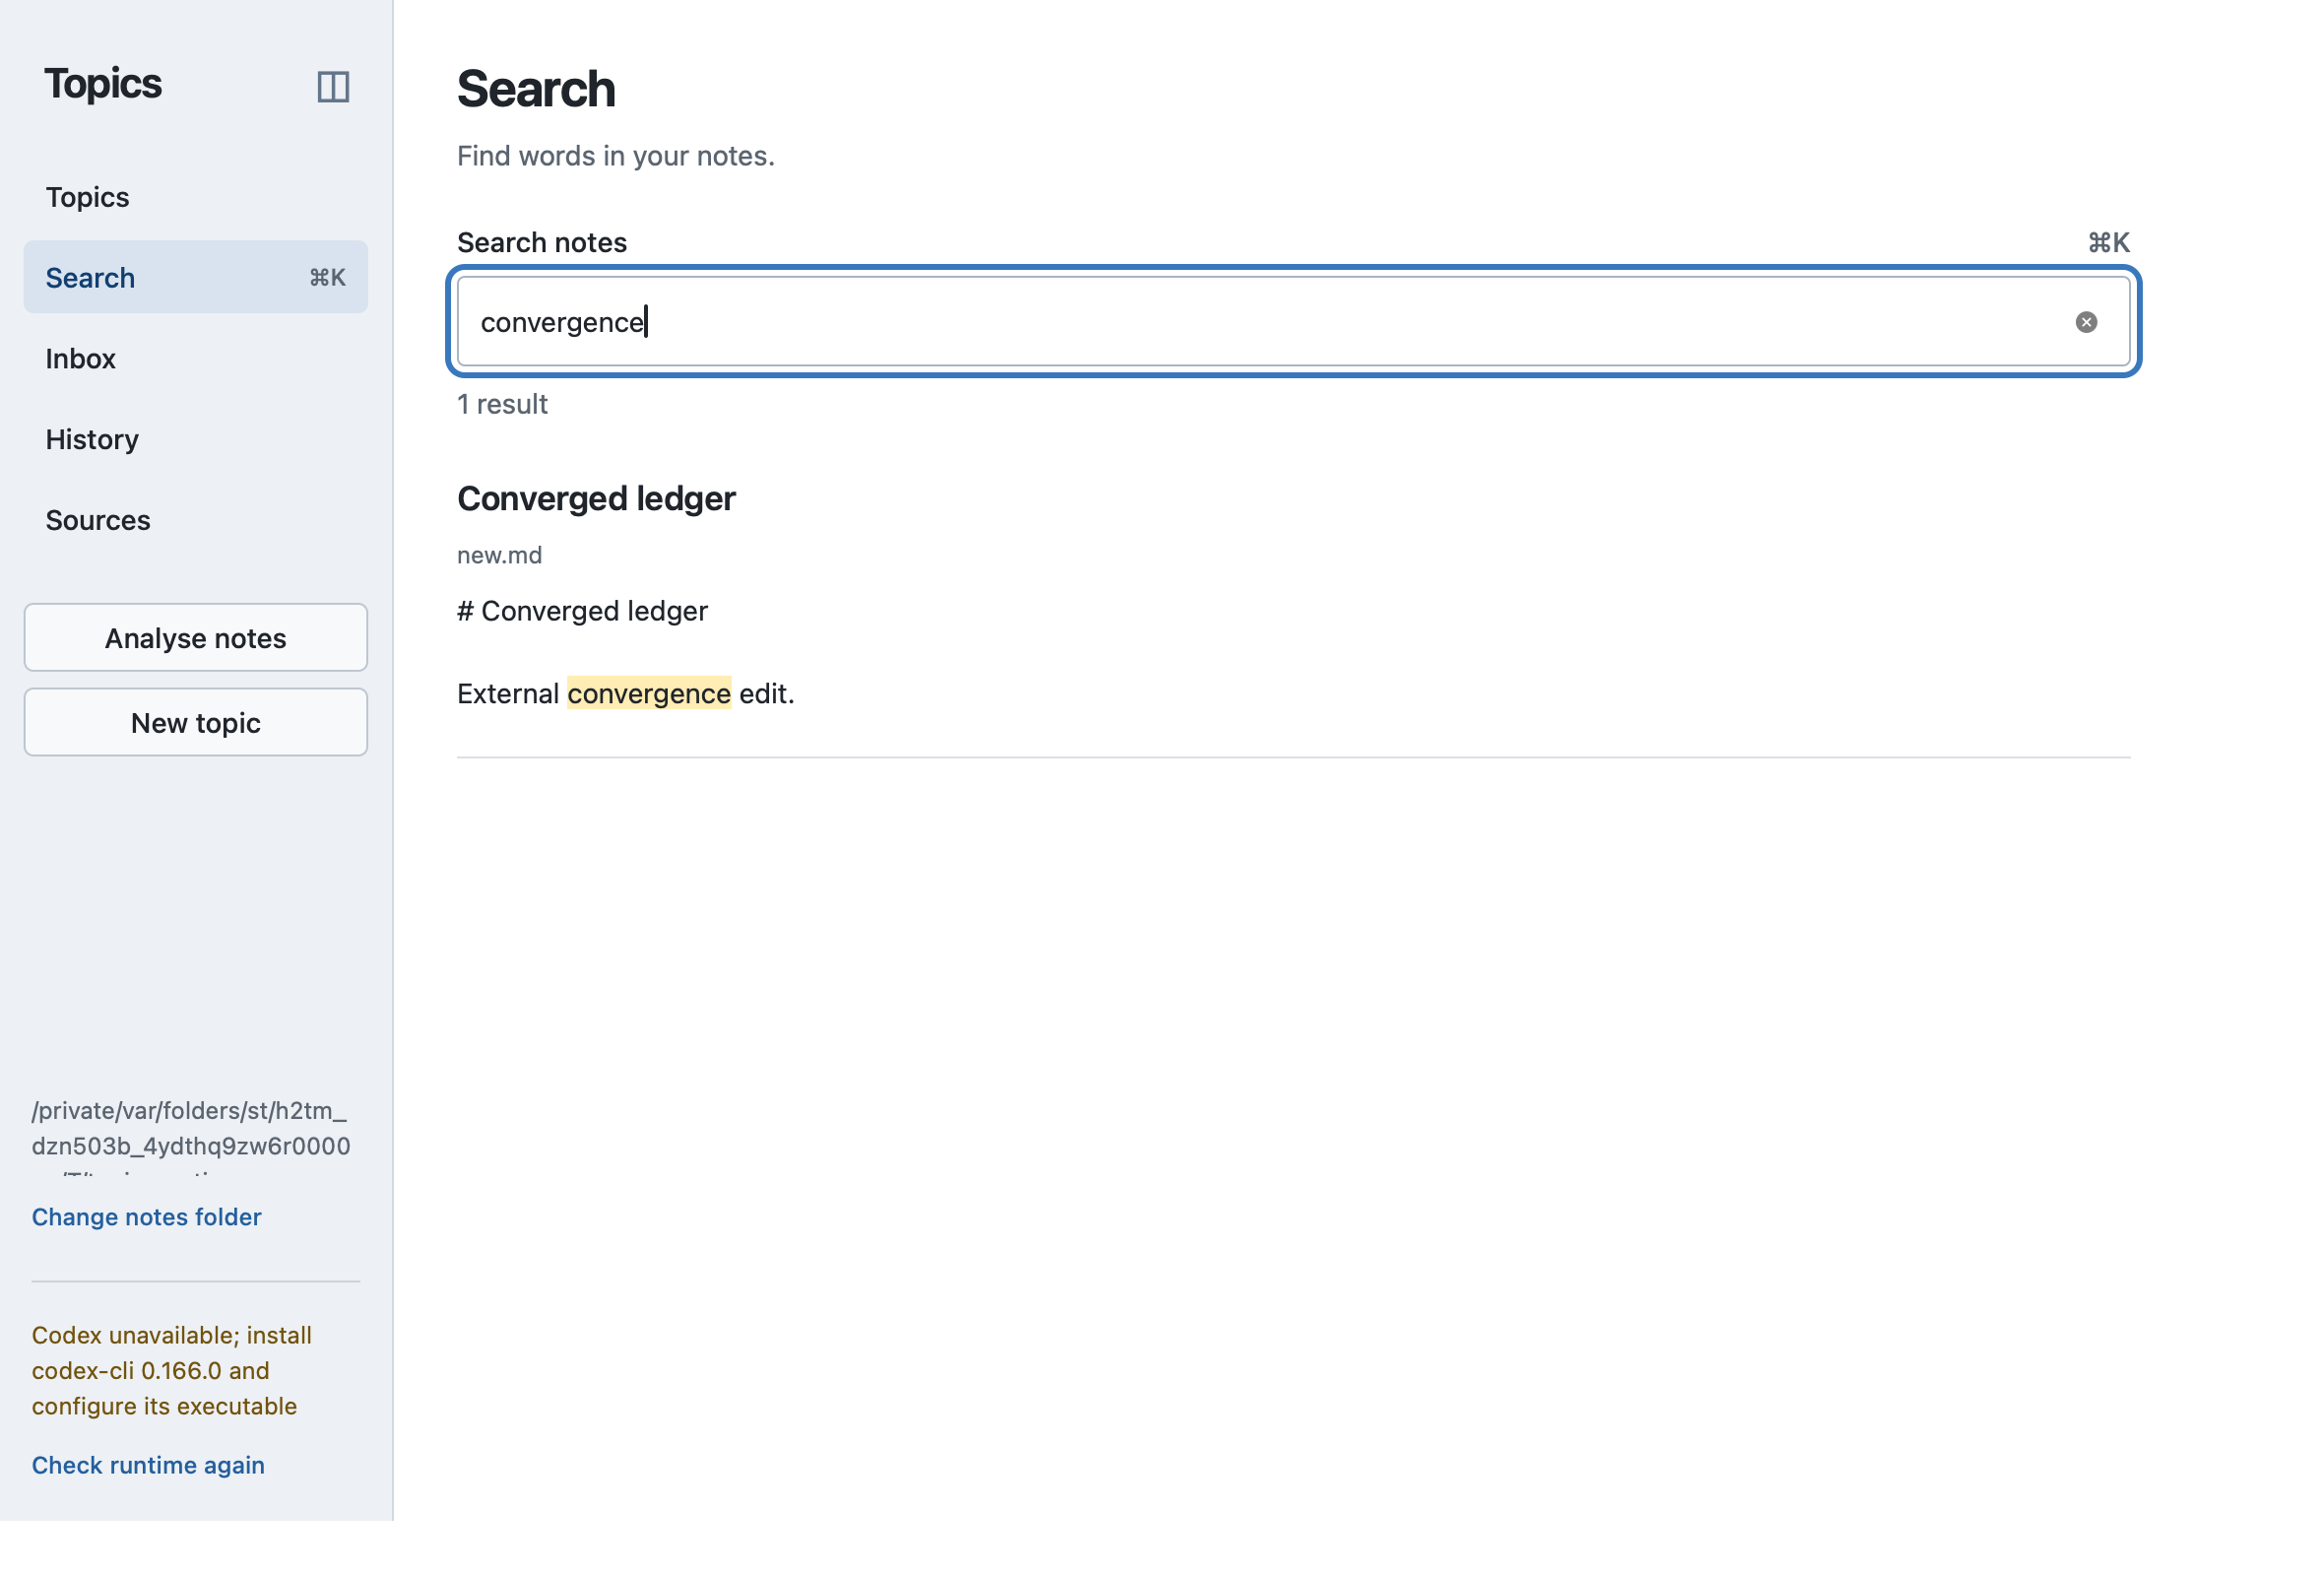 Topics
Topics
Search ⌘K
Inbox
History
Sources
Analyse notes
New topic
/private/var/folders/st/h2tm_
dzn503b_4ydthq9zw6r0000
Change notes folder
Codex unavailable; install
codex-cli 0.166.0 and
configure its executable
Check runtime again
Search
Find words in your notes.
Search notes ⌘K
convergence
1 result
Converged ledger
new.md
# Converged ledger
External convergence edit.